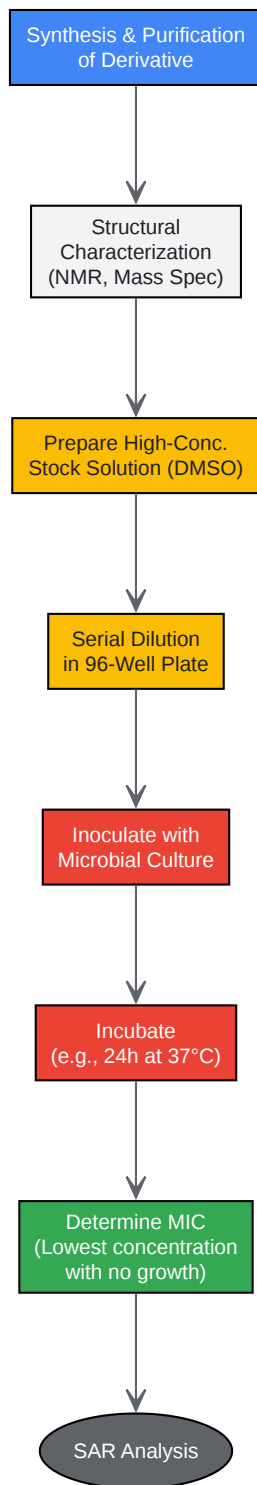 Synthesis & Purification
of Derivative
Structural
Characterization
(NMR, Mass Spec)
Prepare High-Conc.
Stock Solution (DMSO)
Serial Dilution
in 96-Well Plate
Inoculate with
Microbial Culture
Incubate
(e.g., 24h at 37°C)
Determine MIC
(Lowest concentration
with no growth)
SAR Analysis